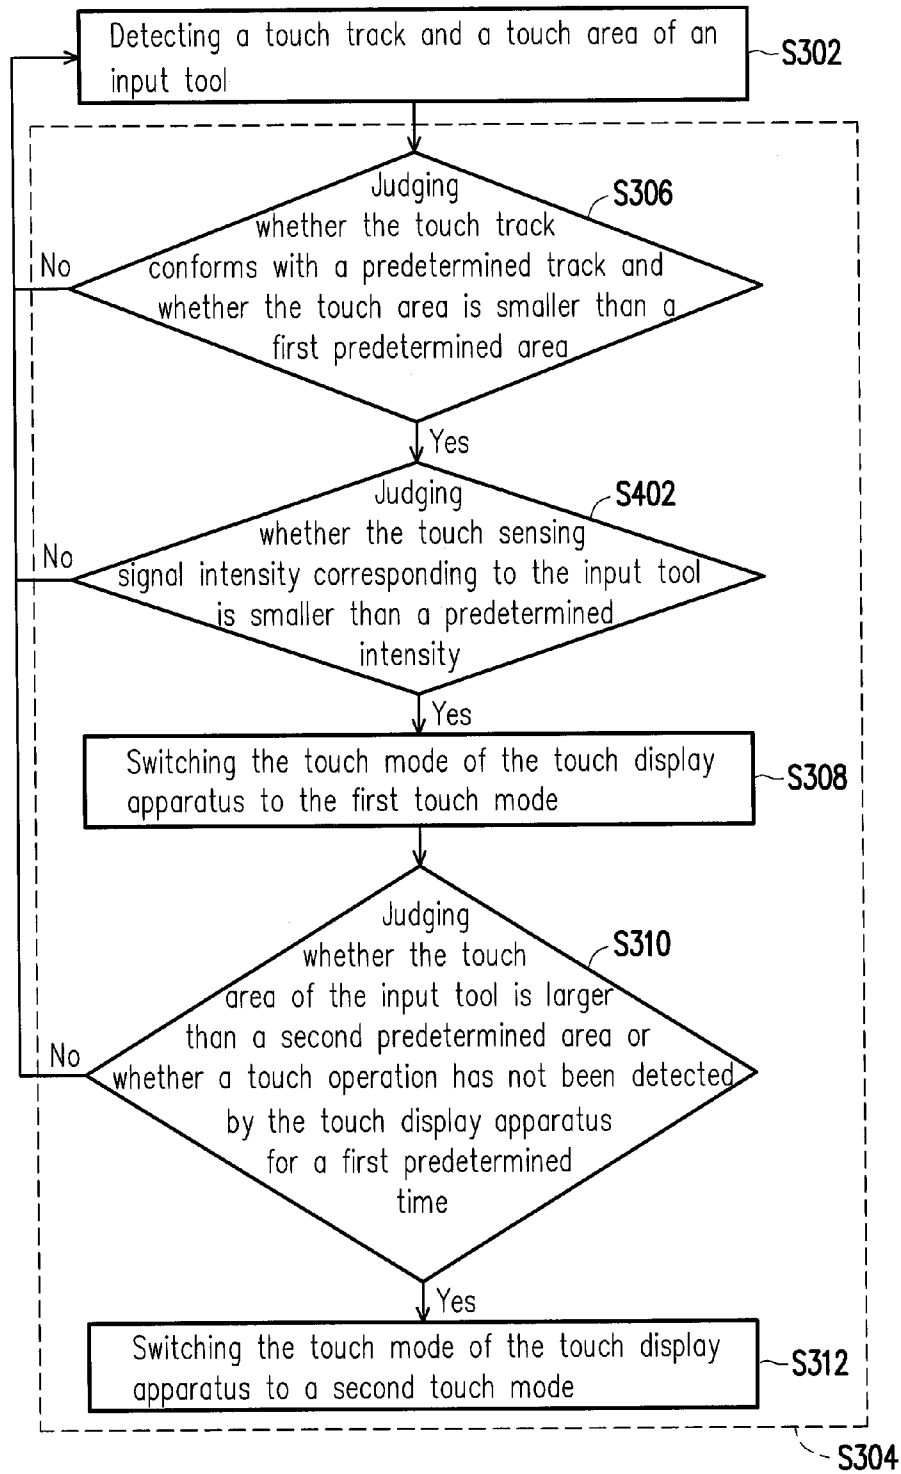 Detecting a touch track and a touch area of an
input tool
S302
Judging
whether the touch track
conforms with a predetermined track and
whether the touch area is smaller than a
first predetermined area
S306
No
Yes
Judging
whether the touch sensing
signal intensity corresponding to the input tool
is smaller than a predetermined
intensity
S402
No
Yes
Switching the touch mode of the touch display
apparatus to the first touch mode
S308
Judging
whether the touch
area of the input tool is larger
than a second predetermined area or
whether a touch operation has not been detected
by the touch display apparatus
for a first predetermined
time
S310
No
Yes
Switching the touch mode of the touch display
apparatus to a second touch mode
S312
S304